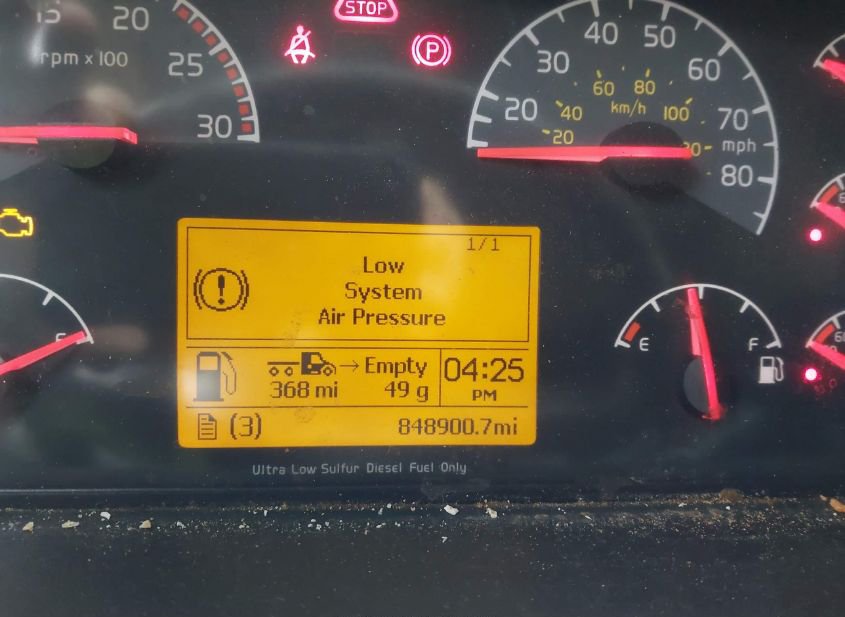 STOP
15 20
rpm x 100
25
30
P
20 30 40 50 60 70 80
mph
20 40 60 80 100
km/h
1/1
Low
System
Air Pressure
→ Empty
368 mi 49 g
04:25
PM
(3) 848900.7mi
Ultra Low Sulfur Diesel Fuel Only
E F